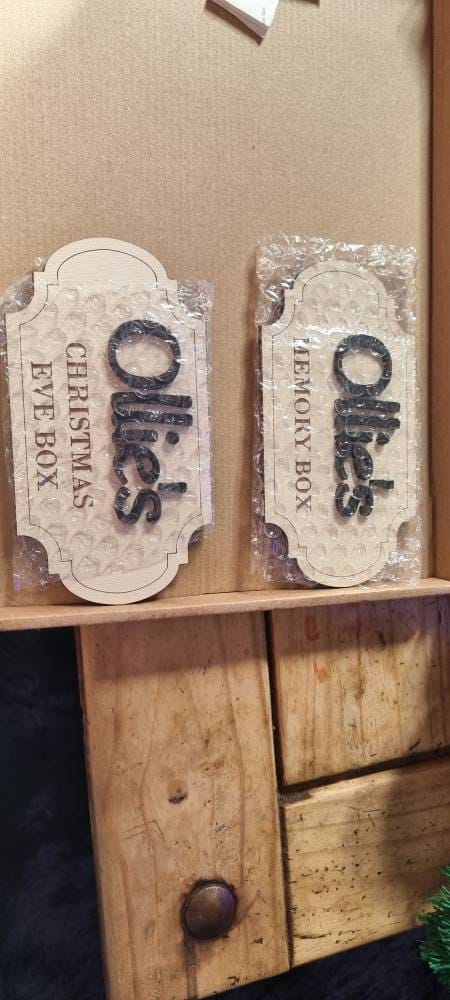 Ollie's
CHRISTMAS
EVE BOX
Ollie's
MEMORY BOX